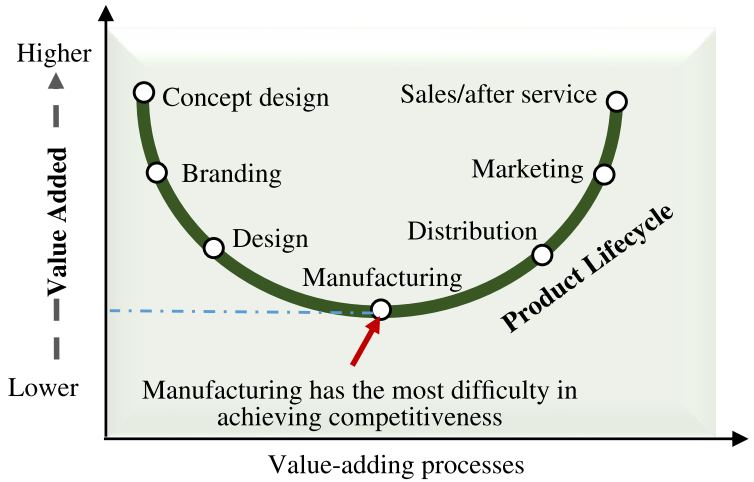 Higher
Concept design
Sales/after service
Branding
Marketing
Value Added
Design
Distribution
Product Lifecycle
Manufacturing
Lower
Manufacturing has the most difficulty in
achieving competitiveness
Value-adding processes